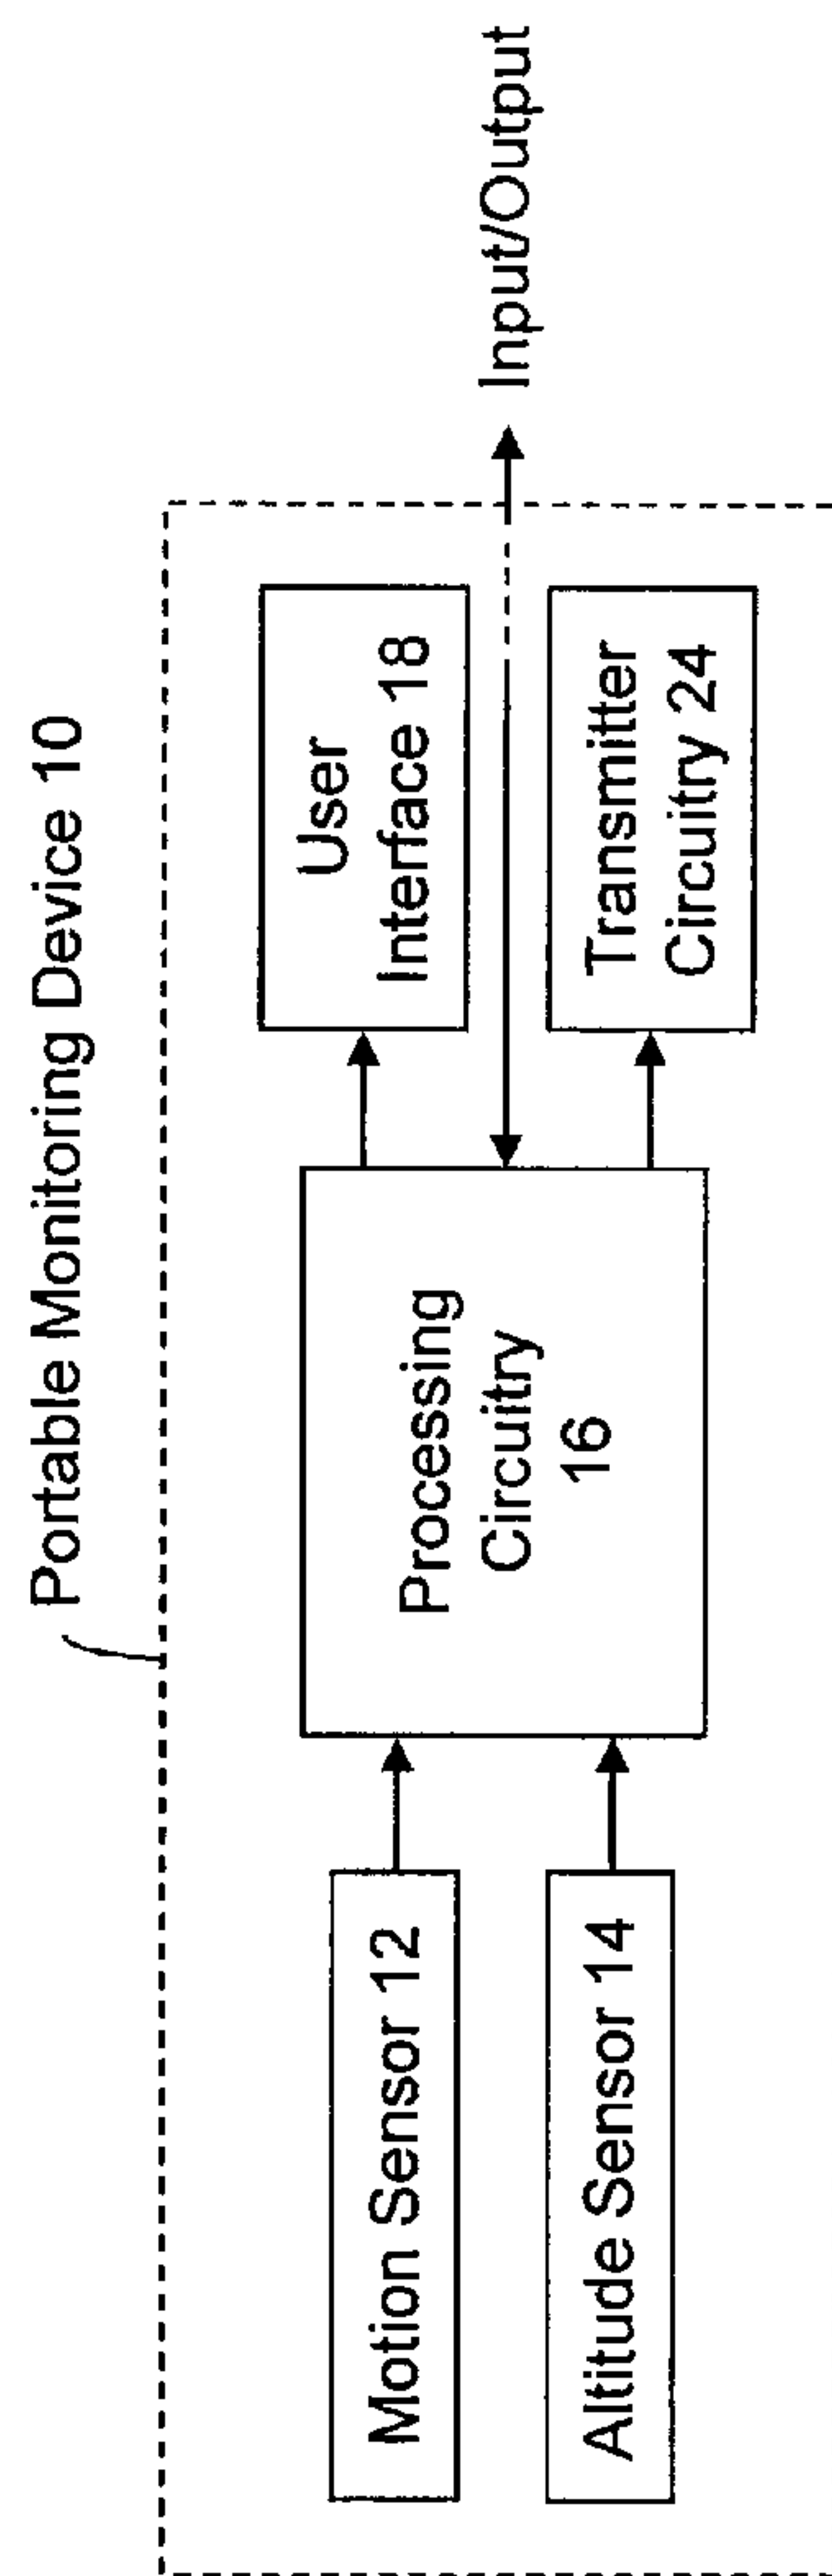 Portable Monitoring Device 10
Motion Sensor 12
Altitude Sensor 14
Processing
Circuitry
16
User
Interface 18
Transmitter
Circuitry 24
Input/Output